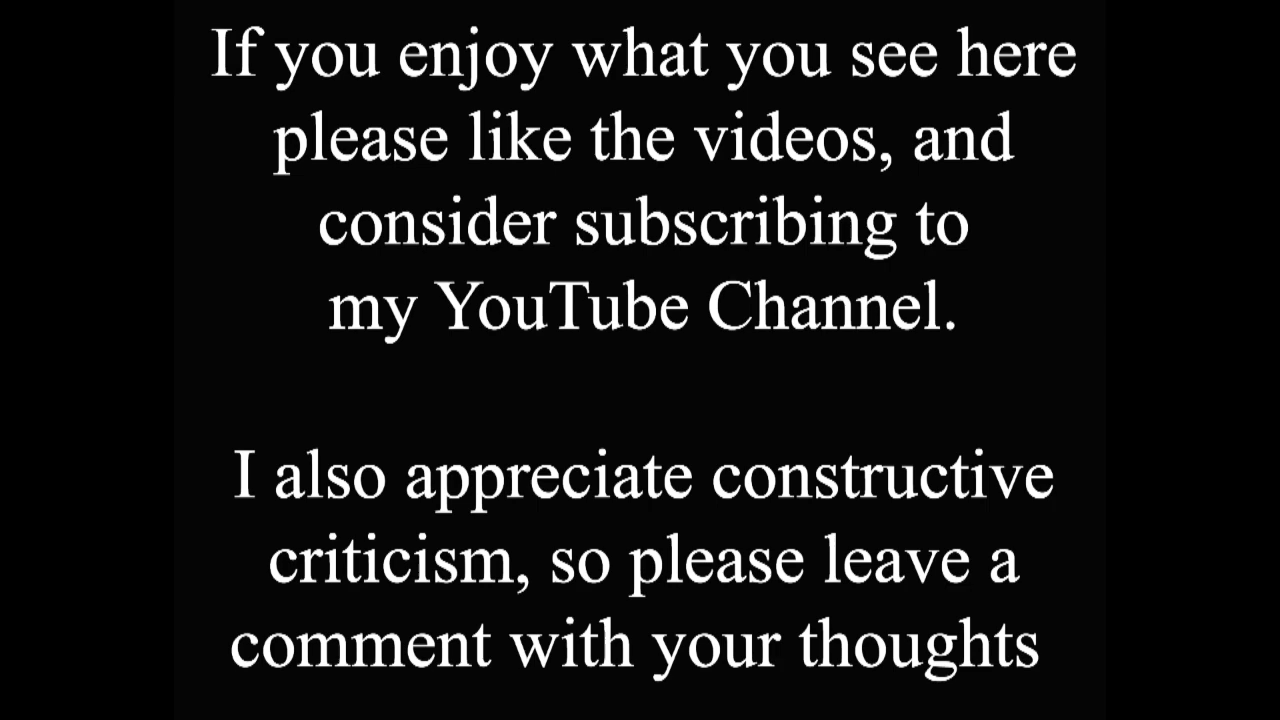 If you enjoy what you see here
please like the videos, and
consider subscribing to
my YouTube Channel.
I also appreciate constructive
criticism, so please leave a
comment with your thoughts